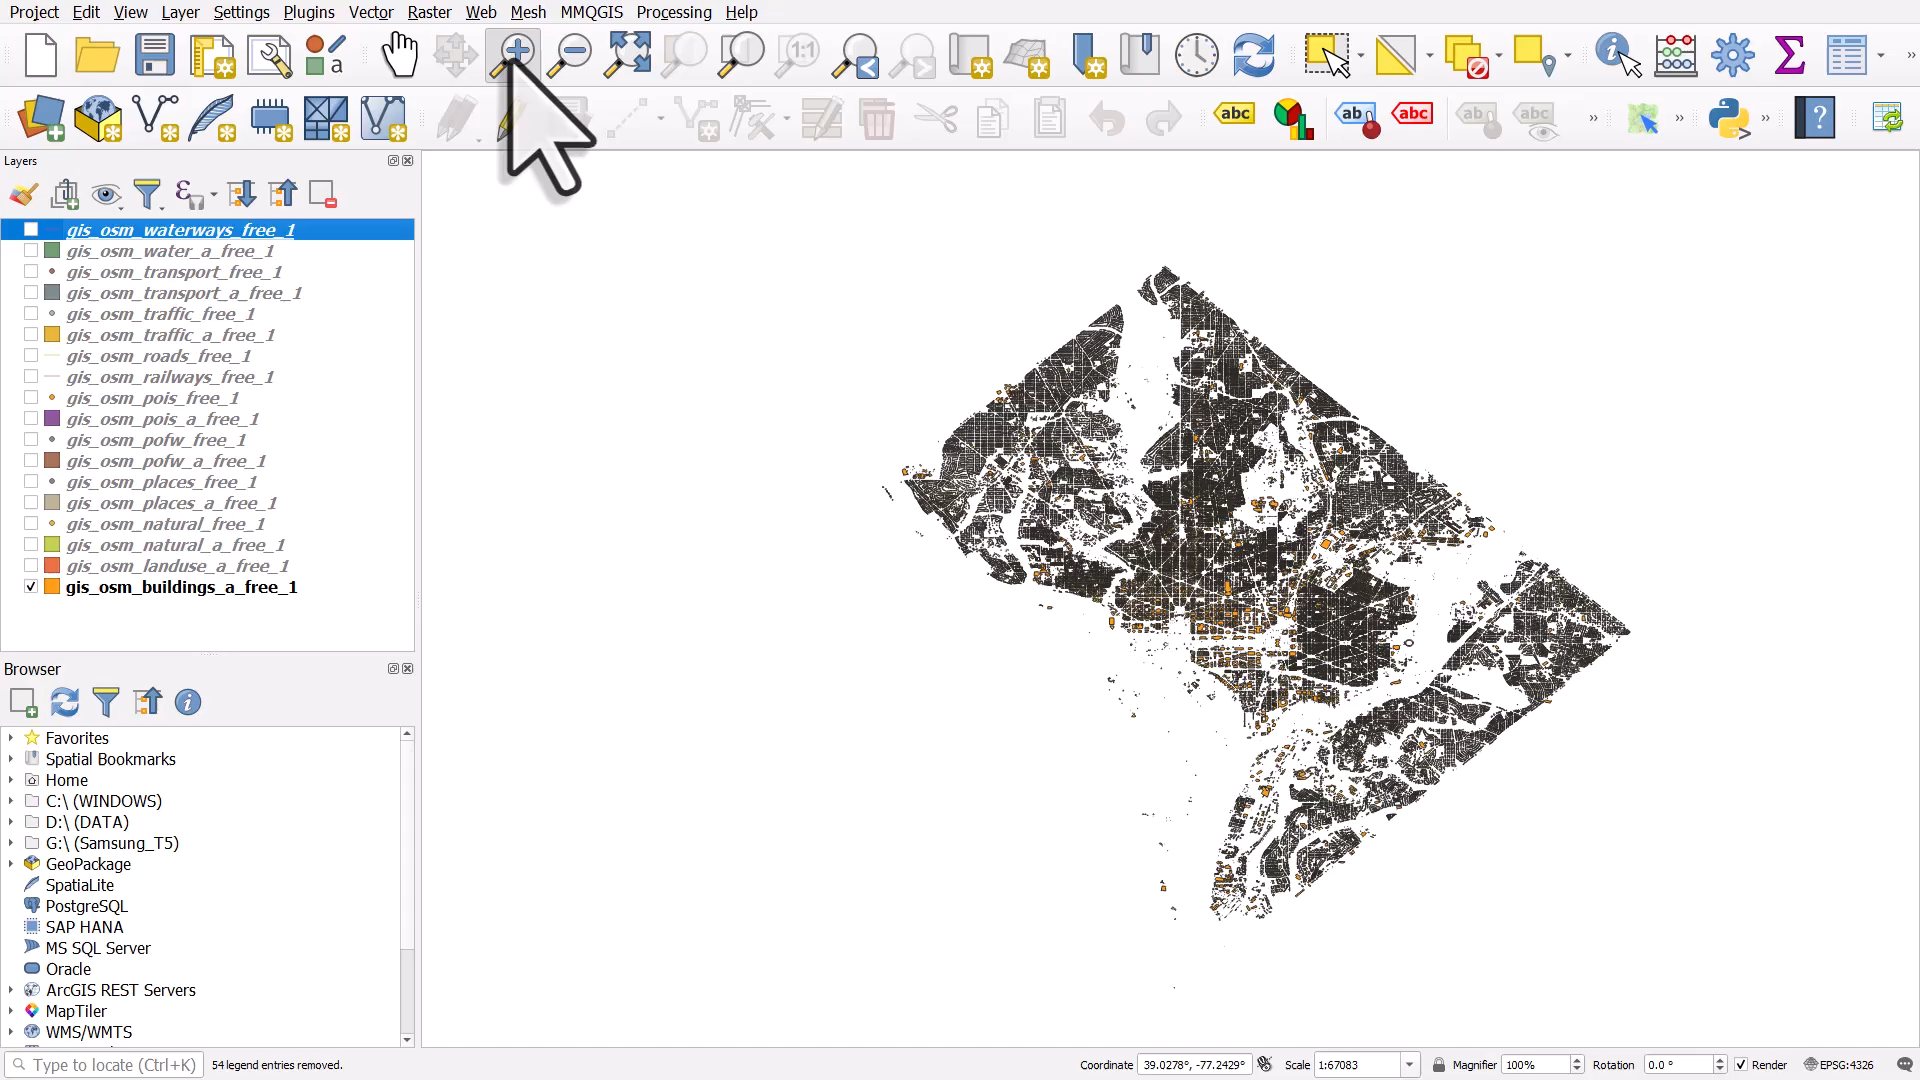 Project Edit View Layer Settings Plugins Vector Raster Web Mesh MMQGIS Processing Help
a 1:1 »
abc ab abc ab abc » » » ?
Layers
gis_osm_waterways_free_1
gis_osm_water_a_free_1
gis_osm_transport_free_1
gis_osm_transport_a_free_1
gis_osm_traffic_free_1
gis_osm_traffic_a_free_1
gis_osm_roads_free_1
gis_osm_railways_free_1
gis_osm_pois_free_1
gis_osm_pois_a_free_1
gis_osm_pofw_free_1
gis_osm_pofw_a_free_1
gis_osm_places_free_1
gis_osm_places_a_free_1
gis_osm_natural_free_1
gis_osm_natural_a_free_1
gis_osm_landuse_a_free_1
gis_osm_buildings_a_free_1
Browser
Favorites
Spatial Bookmarks
Home
C:\ (WINDOWS)
D:\ (DATA)
G:\ (Samsung_T5)
GeoPackage
SpatiaLite
PostgreSQL
SAP HANA
MS SQL Server
Oracle
ArcGIS REST Servers
MapTiler
WMS/WMTS
Type to locate (Ctrl+K) 54 legend entries removed. Coordinate 39.0278°, -77.2429° Scale 1:67083 Magnifier 100% Rotation 0.0 ° Render EPSG:4326